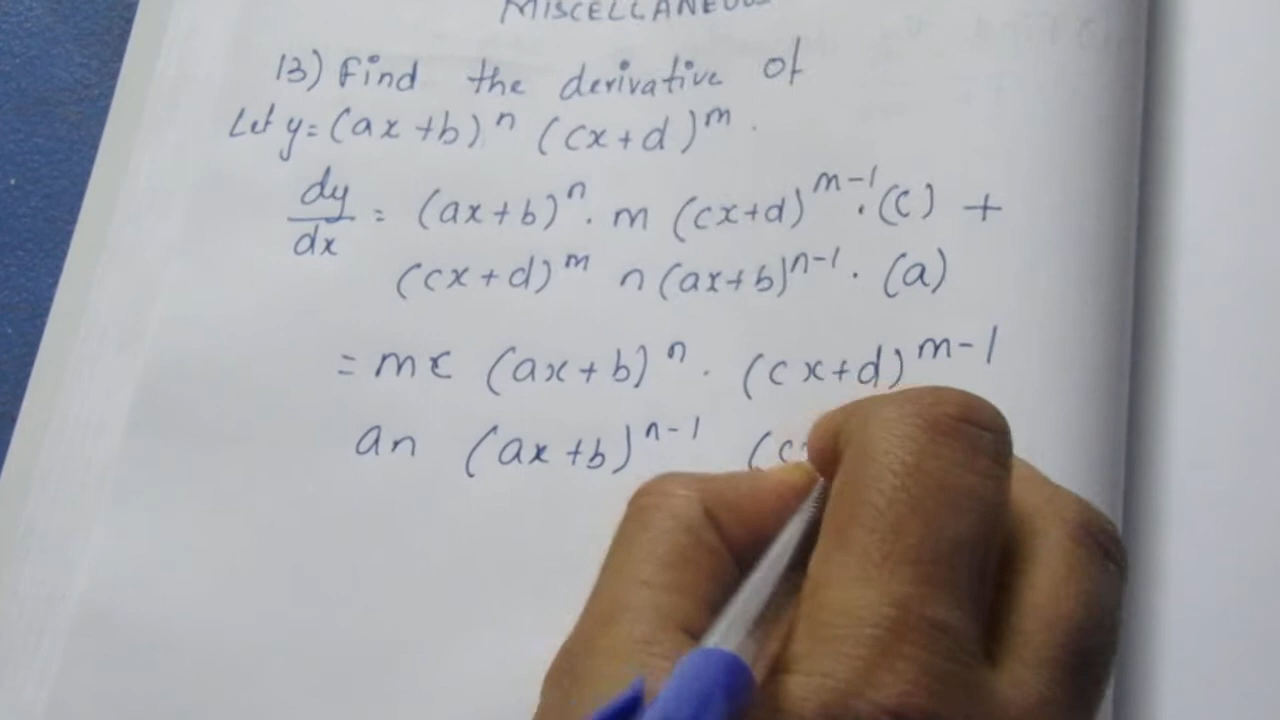 MISCELLANEOUS
13) Find the derivative of
Let y = (ax+b)ⁿ (cx+d)ᵐ.
dy/dx = (ax+b)ⁿ. m (cx+d)ᵐ⁻¹.(c) +
(cx+d)ᵐ n(ax+b)ⁿ⁻¹. (a)
= mc (ax+b)ⁿ. (cx+d)ᵐ⁻¹
an (ax+b)ⁿ⁻¹ (c